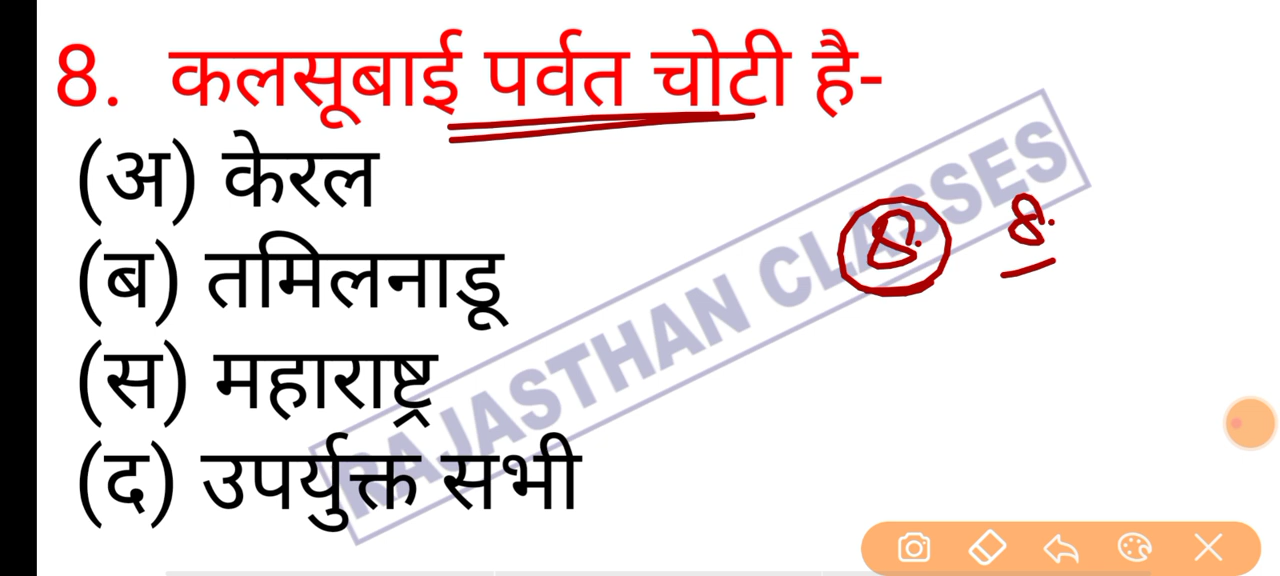 8. कलसूबाई पर्वत चोटी है-
(अ) केरल
(ब) तमिलनाडू
(स) महाराष्ट्र
(द) उपर्युक्त सभी
RAJASTHAN CLASSES